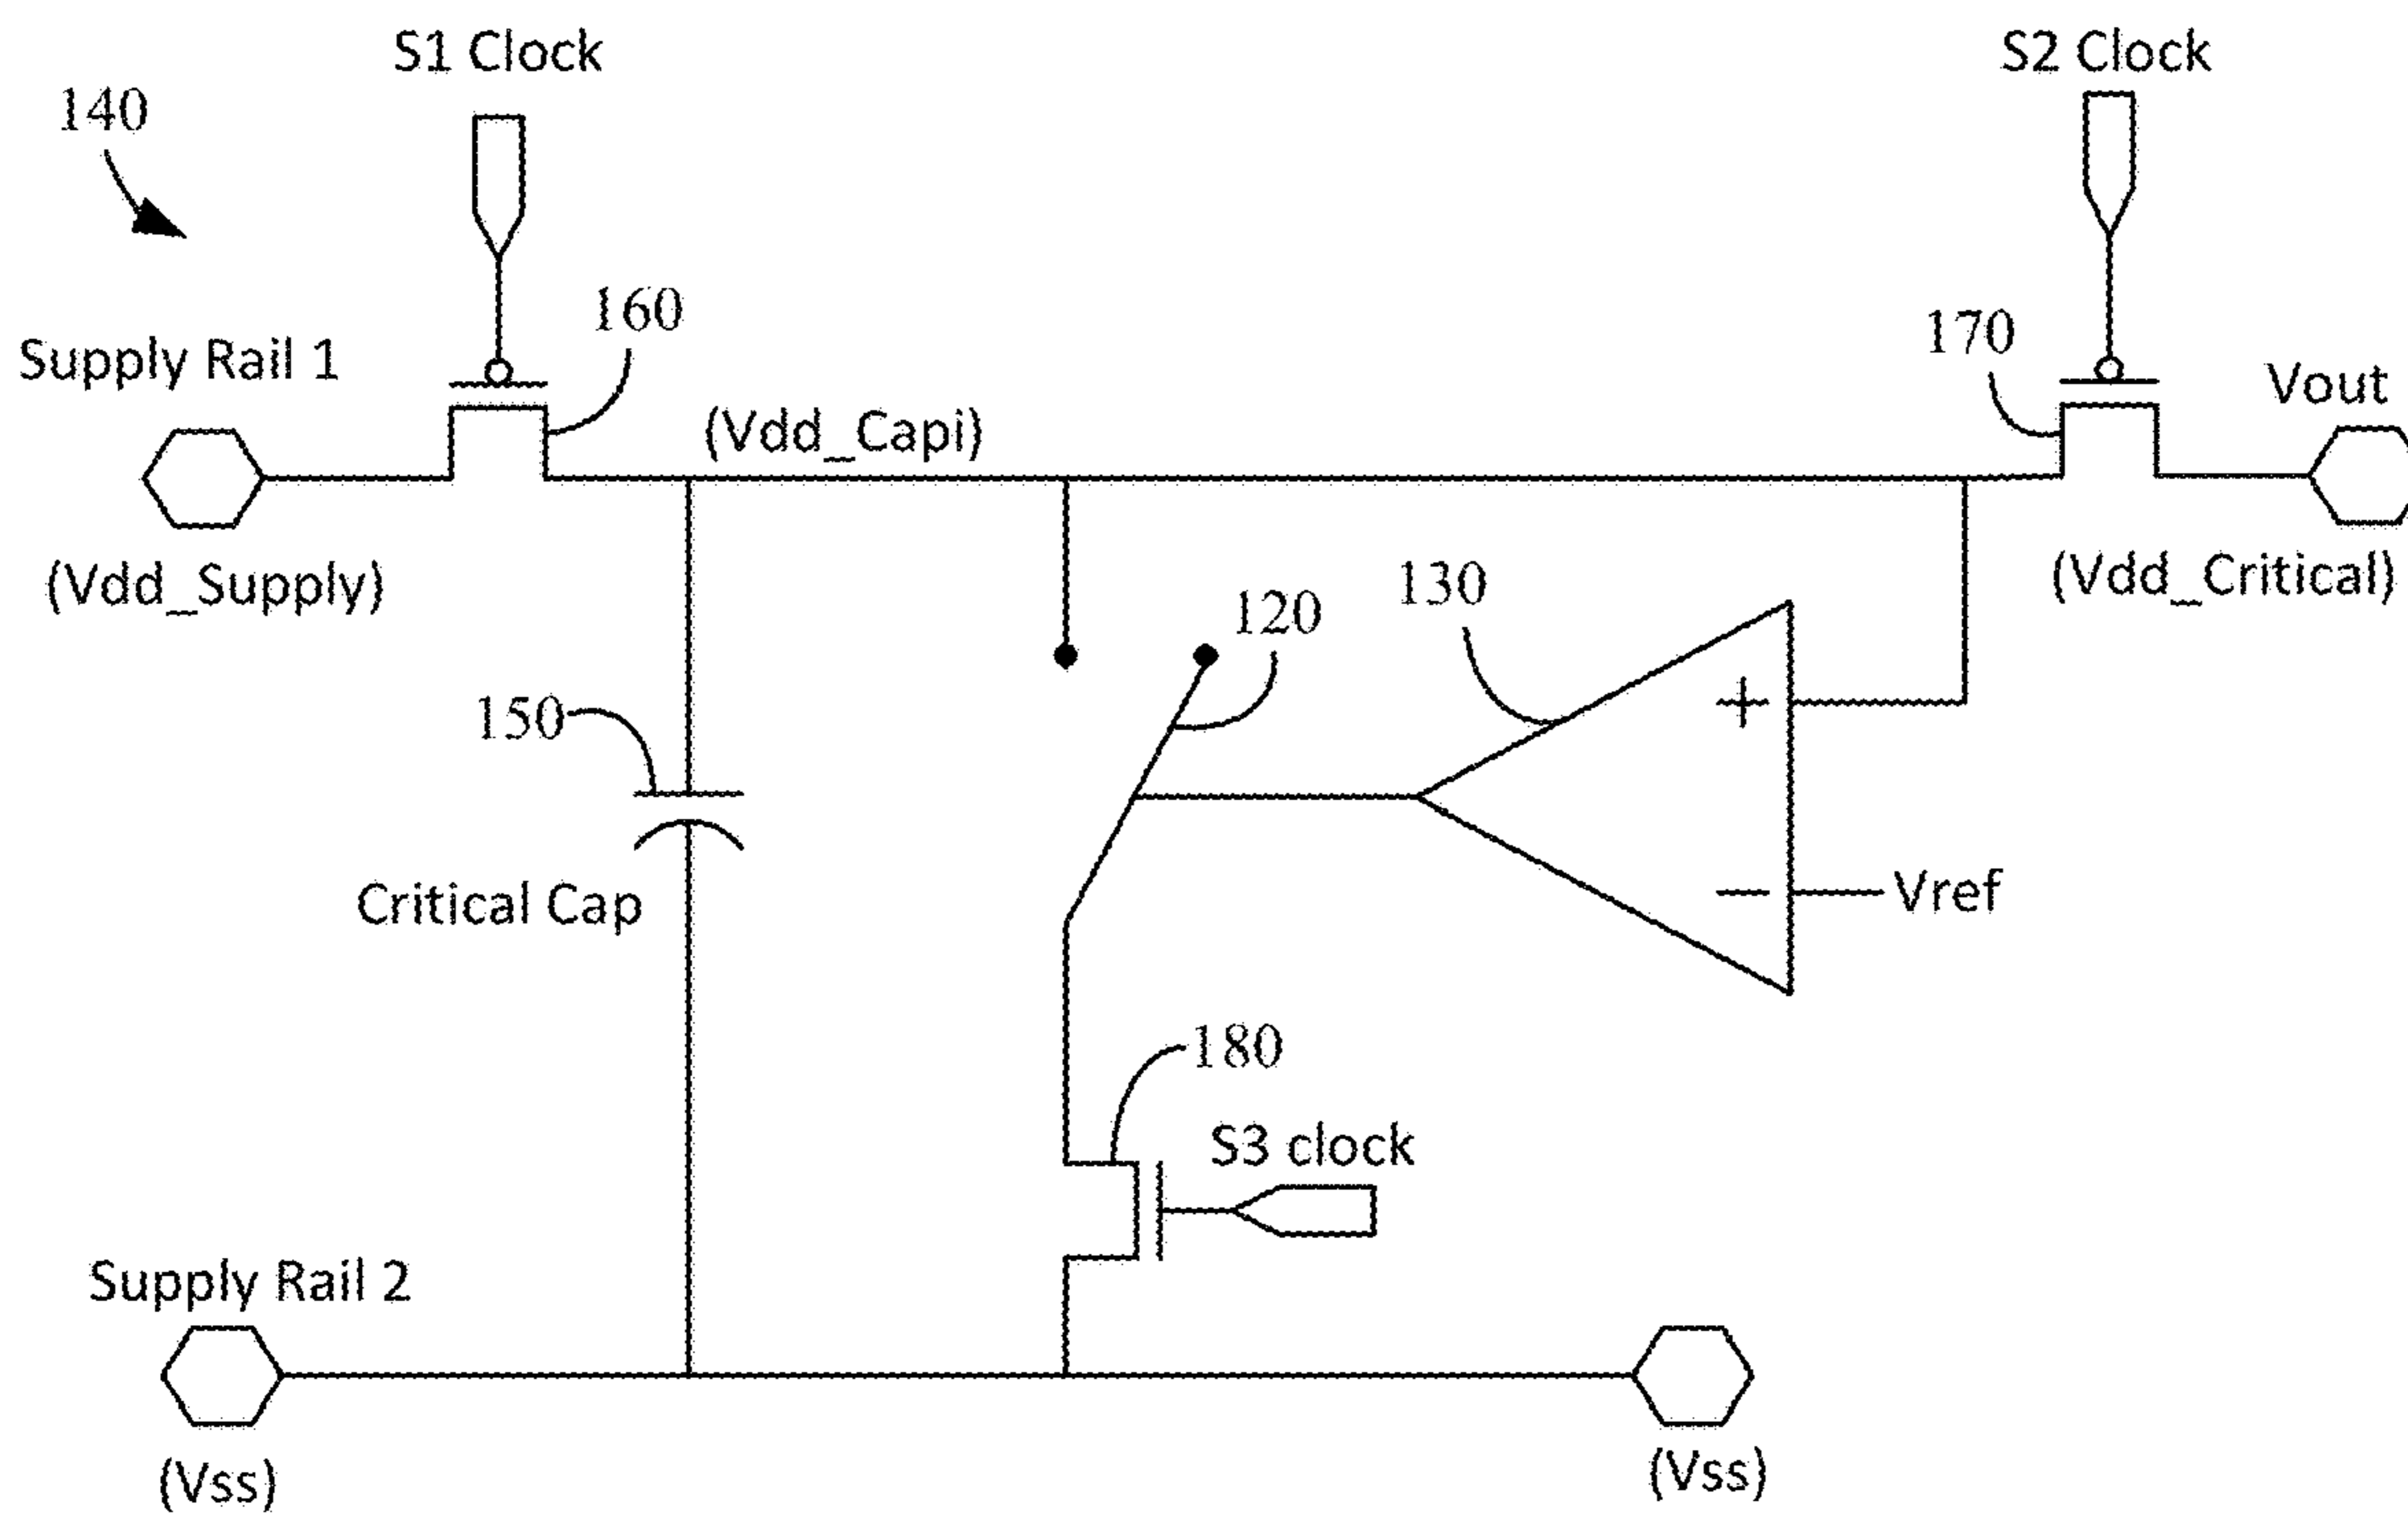 S1 Clock
S2 Clock
140
160
170
Supply Rail 1
Vout
(Vdd_Capi)
(Vdd_Supply)
(Vdd_Critical)
120
130
150
+
Critical Cap
− Vref
180
S3 clock
Supply Rail 2
(Vss)
(Vss)